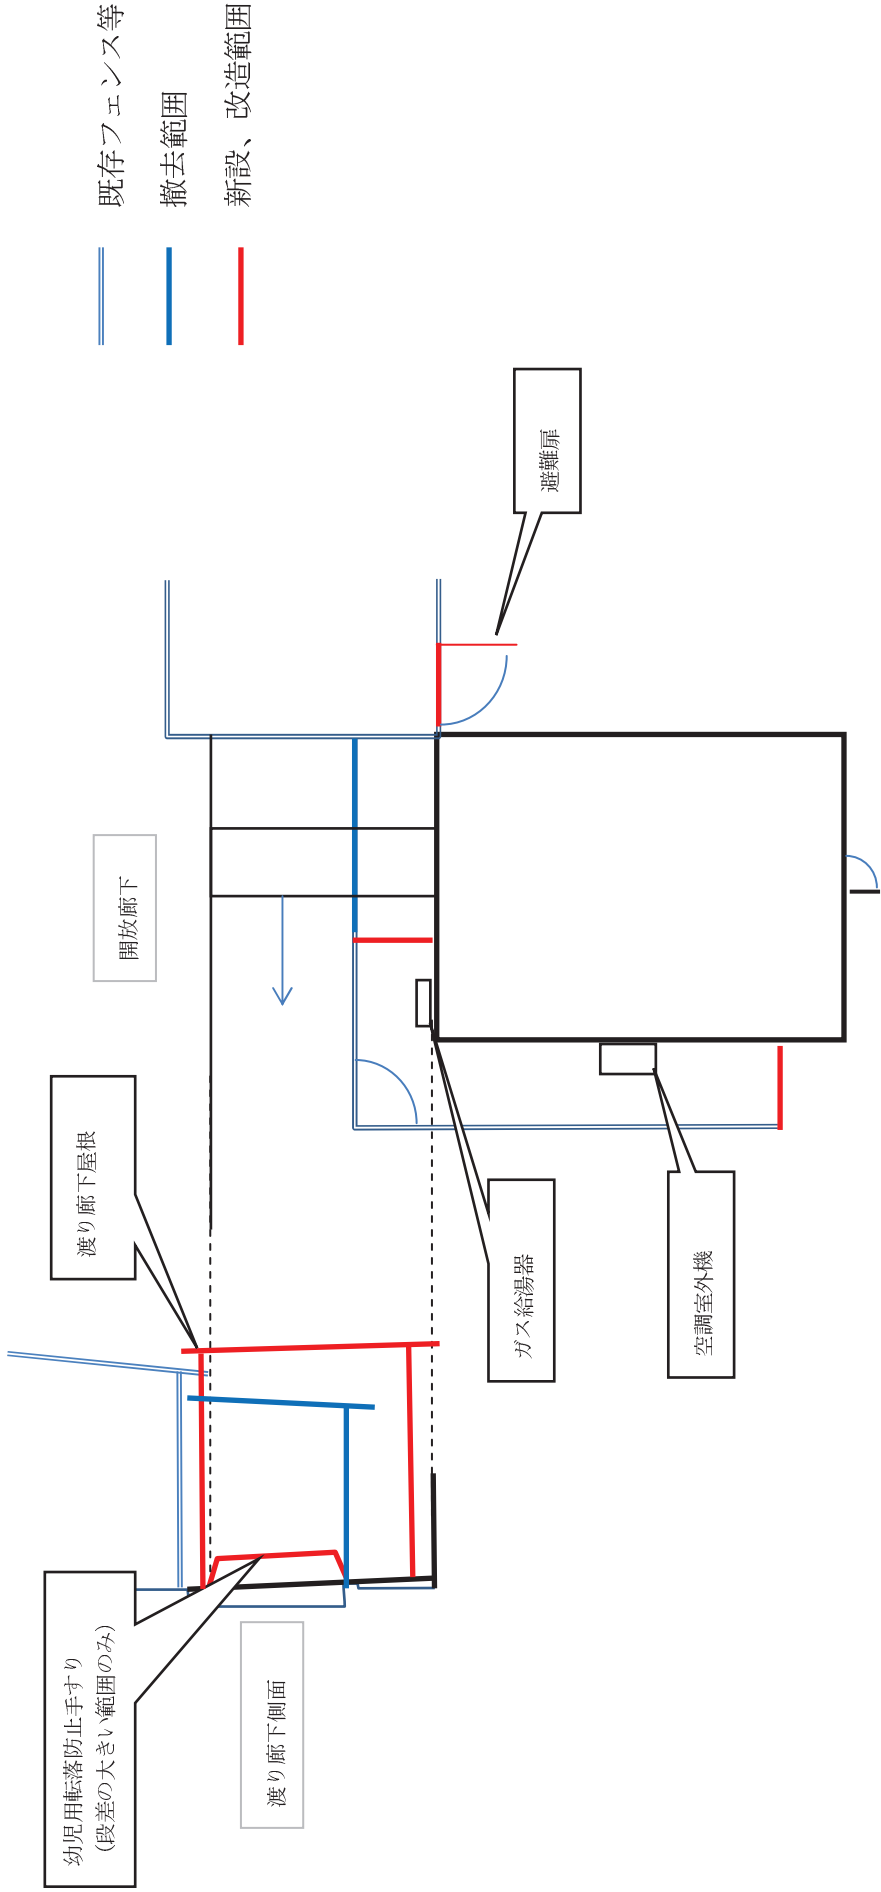 既存フェンス等
撤去範囲
新設、改造範囲
避難扉
開放廊下
渡り廊下屋根
ガス給湯器
空調室外機
幼児用転落防止手すり
(段差の大きい範囲のみ)
渡り廊下側面